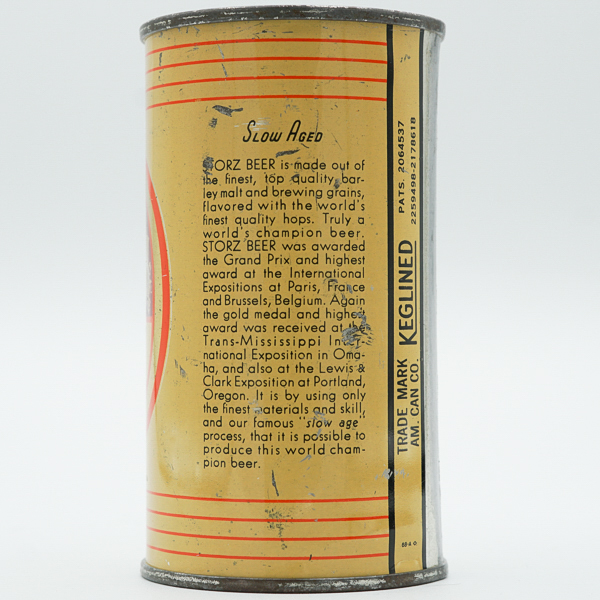 SLOW AGED
STORZ BEER is made out of
the finest, top quality bar-
ley malt and brewing grains,
flavored with the world's
finest quality hops. Truly a
world's champion beer.
STORZ BEER was awarded
the Grand Prix and highest
award at the International
Expositions at Paris, France
and Brussels, Belgium. Again
the gold medal and highest
award was received at the
Trans-Mississippi Inter-
national Exposition in Oma-
ha, and also at the Lewis &
Clark Exposition at Portland,
Oregon. It is by using only
the finest materials and skill,
and our famous "slow age"
process, that it is possible to
produce this world cham-
pion beer.
TRADE MARK KEGLINED PATS. 2064537
AM. CAN CO. 2259498-2178618